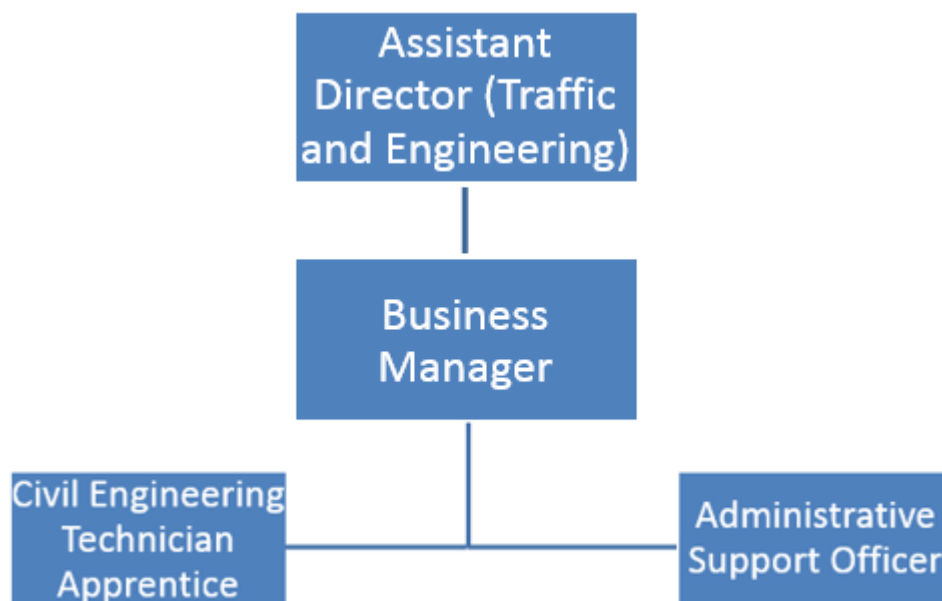 Assistant
Director (Traffic
and Engineering)
Business
Manager
Civil Engineering
Technician
Apprentice
Administrative
Support Officer